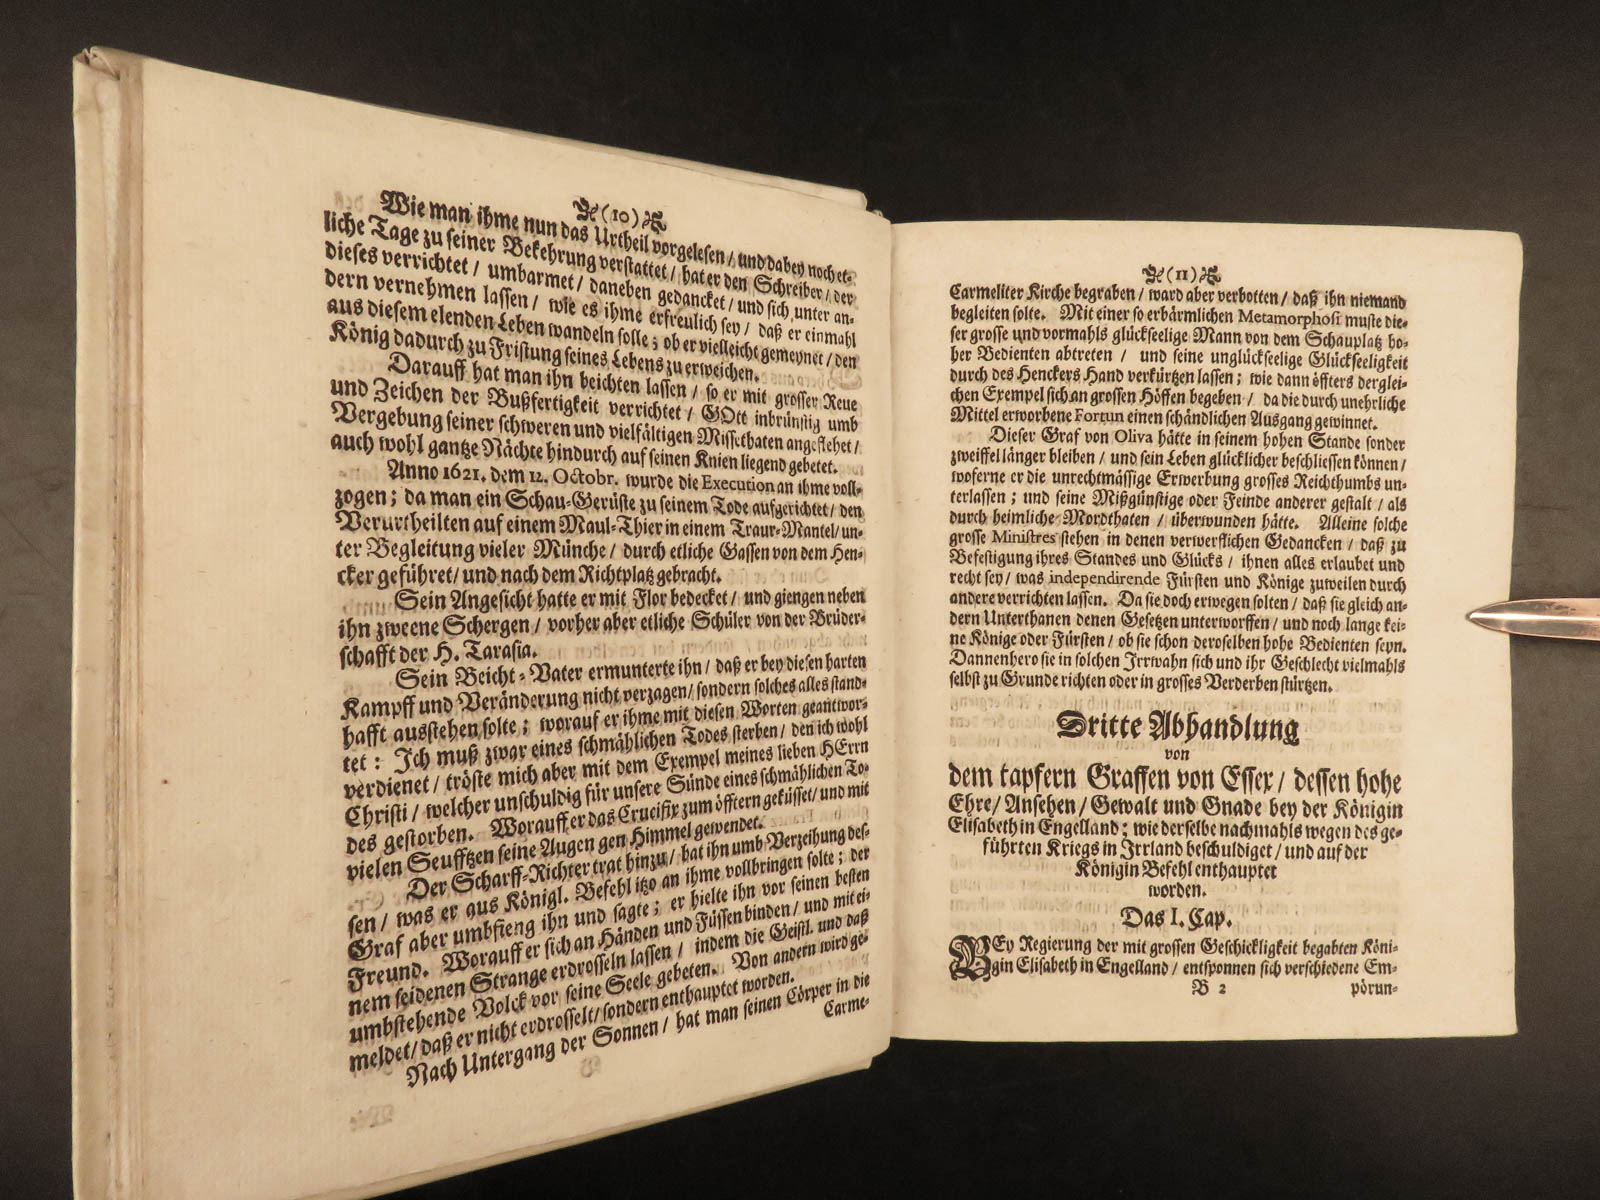 (10)
Wie man ihme nun das Urtheil vorgelesen / und dabey noch et-
liche Tage zu seiner Bekehrung verstattet / hat er den Schreiber / der
dieses verrichtet / umbarmet / daneben gedancket / und sich unter an-
dern vernehmen lassen / wie es ihme erfreulich sey / daß er einmahl
aus diesem elenden Leben wandeln solle ; ob er vielleicht gemeynet / den
König dadurch zu Fristung seines Lebens zu erweichen.
Darauff hat man ihn beichten lassen / so er mit grosser Reue
und Zeichen der Bußfertigkeit verrichtet / GOtt inbrünstig umb
Vergebung seiner schweren und vielfältigen Missethaten angeflehet /
auch wohl gantze Nächte hindurch auf seinen Knien liegend gebetet.
Anno 1621. dem 12. Octobr. wurde die Execution an ihme voll-
zogen ; da man ein Schau-Gerüste zu seinem Tode aufgerichtet / den
Verurtheilten auf einem Maul-Thier in einem Traur-Mantel / un-
ter Begleitung vieler Münche / durch etliche Gassen von dem Hen-
cker geführet / und nach dem Richtplatz gebracht.
Sein Angesicht hatte er mit Flor bedecket / und giengen neben
ihn zweene Schergen / vorher aber etliche Schüler von der Brüder-
schafft der H. Tarasia.
Sein Beicht-Vater ermunterte ihn / daß er bey diesen harten
Kampff und Veränderung nicht verzagen / sondern solches alles stand-
hafft ausstehen solte ; worauf er ihme mit diesen Worten geantwor-
tet : Ich muß zwar eines schmählichen Todes sterben / den ich wohl
verdienet / tröste mich aber mit dem Exempel meines lieben HErrn
Christi / welcher unschuldig für unsere Sünde eines schmählichen To-
des gestorben. Worauff er das Crucifix zum öfftern geküsset / und mit
vielen Seufftzen seine Augen gen Himmel gewendet.
Der Scharff-Richter trat hinzu / hat ihn umb Verzeihung des-
sen / was er aus Königl. Befehl itzo an ihme vollbringen solte ; der
Graf aber umbfieng ihn und sagte ; er hielte ihn vor seinen besten
Freund. Worauff er sich an Händen und Füssen binden / und mit ei-
nem seidenen Strange erdrosseln lassen / indem die Geistl. und daß
umbstehende Volck vor seine Seele gebeten. Von andern wird ge-
meldet / daß er nicht erdrosselt / sondern enthauptet worden.
Nach Untergang der Sonnen / hat man seinen Cörper in die
Carme-
(11)
Carmeliter Kirche begraben / ward aber verbotten / daß ihn niemand
begleiten solte. Mit einer so erbärmlichen Metamorphosi muste die-
ser grosse und vormahls glückseelige Mann von dem Schauplatz ho-
her Bedienten abtreten / und seine unglückseelige Glückseeligkeit
durch des Henckers Hand verkürtzen lassen ; wie dann öffters derglei-
chen Exempel sich an grossen Höffen begeben / da die durch unehrliche
Mittel erworbene Fortun einen schändlichen Ausgang gewinnet.
Dieser Graf von Oliva hätte in seinem hohen Stande sonder
zweiffel länger bleiben / und sein Leben glücklicher beschliessen können /
woferne er die unrechtmässige Erwerbung grosses Reichthumbs un-
terlassen ; und seine Mißgünstige oder Feinde anderer gestalt / als
durch heimliche Mordthaten / überwunden hätte. Alleine solche
grosse Ministres stehen in denen verwerflichen Gedancken / daß zu
Befestigung ihres Standes und Glücks / ihnen alles erlaubet und
recht sey / was independirende Fürsten und Könige zuweilen durch
andere verrichten lassen. Da sie doch erwegen solten / daß sie gleich an-
dern Unterthanen denen Gesetzen unterworffen / und noch lange kei-
ne Könige oder Fürsten / ob sie schon deroselben hohe Bedienten seyn.
Dannenhero sie in solchen Irrwahn sich und ihr Geschlecht vielmahls
selbst zu Grunde richten oder in grosses Verderben stürtzen.
Dritte Abhandlung
von
dem tapfern Graffen von Essex / dessen hohe
Ehre / Ansehen / Gewalt und Gnade bey der Königin
Elisabeth in Engelland ; wie derselbe nachmahls wegen des ge-
führten Kriegs in Irrland beschuldiget / und auf der
Königin Befehl enthauptet
worden.
Das I. Cap.
BEy Regierung der mit grossen Geschickligkeit begabten Köni-
gin Elisabeth in Engelland / entsponnen sich verschiedene Em-
B 2 pörun-